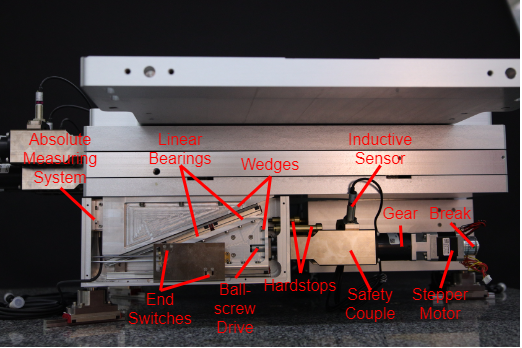 Absolute
Measuring
System
Linear
Bearings
Wedges
Inductive
Sensor
Gear
Break
End
Switches
Ball-
screw
Drive
Hardstops
Safety
Couple
Stepper
Motor